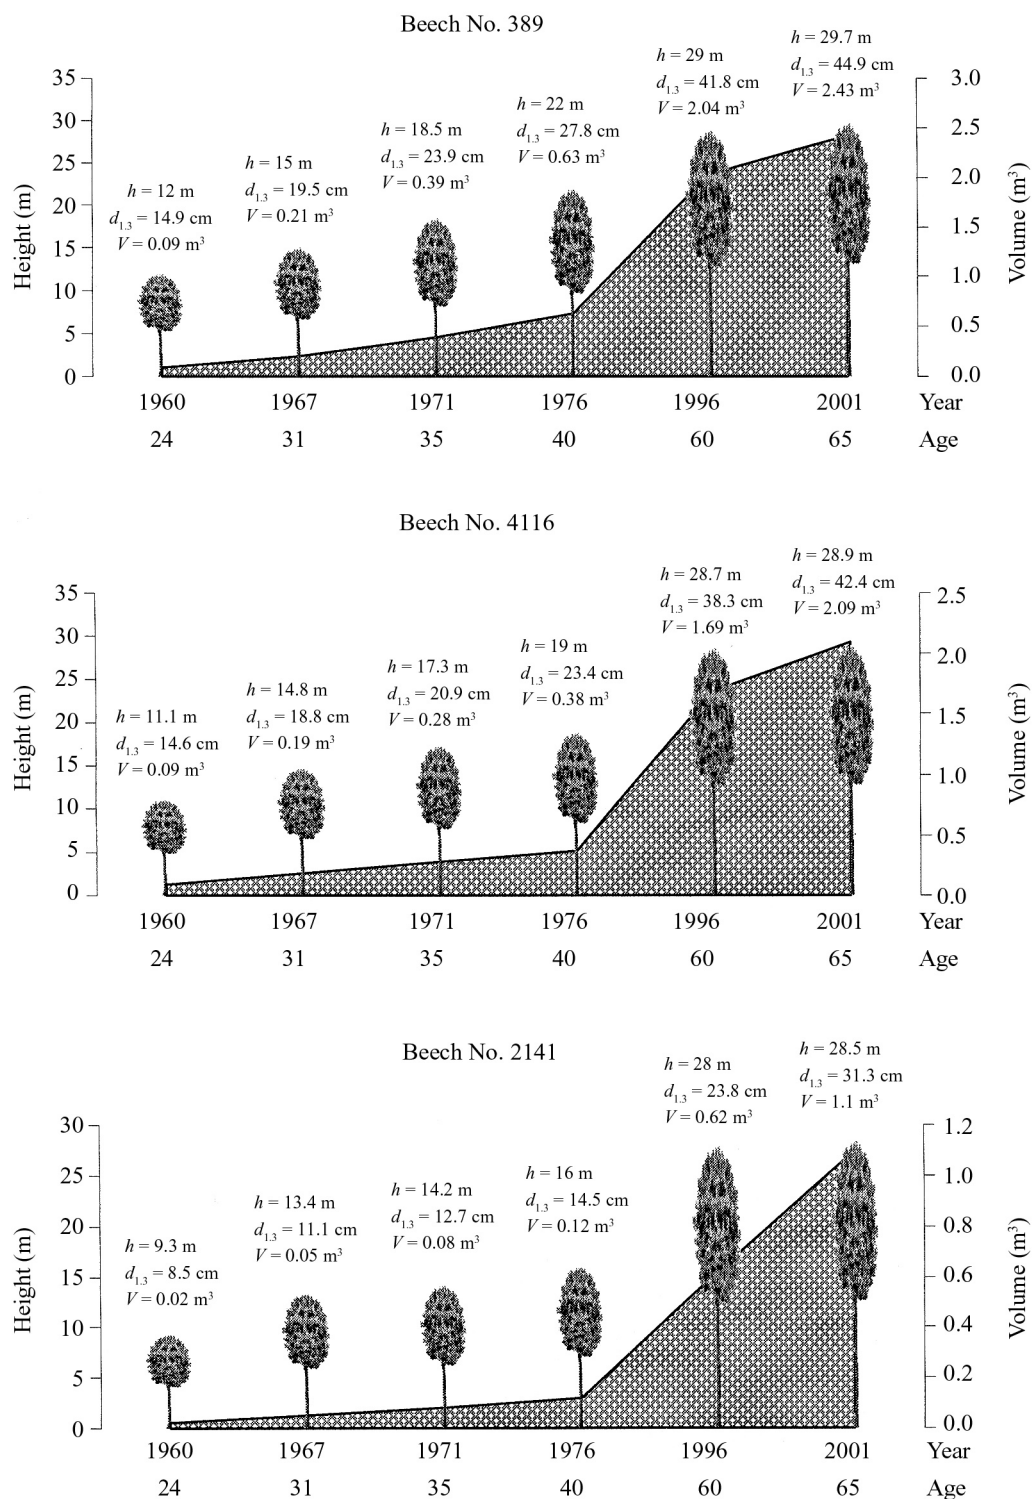 Beech No. 389
h = 12 m
d1.3 = 14.9 cm
V = 0.09 m³
h = 15 m
d1.3 = 19.5 cm
V = 0.21 m³
h = 18.5 m
d1.3 = 23.9 cm
V = 0.39 m³
h = 22 m
d1.3 = 27.8 cm
V = 0.63 m³
h = 29 m
d1.3 = 41.8 cm
V = 2.04 m³
h = 29.7 m
d1.3 = 44.9 cm
V = 2.43 m³
Height (m)
35
30
25
20
15
10
5
0
3.0
2.5
2.0
1.5
1.0
0.5
0.0
Volume (m³)
1960 1967 1971 1976 1996 2001 Year
24 31 35 40 60 65 Age
Beech No. 4116
h = 11.1 m
d1.3 = 14.6 cm
V = 0.09 m³
h = 14.8 m
d1.3 = 18.8 cm
V = 0.19 m³
h = 17.3 m
d1.3 = 20.9 cm
V = 0.28 m³
h = 19 m
d1.3 = 23.4 cm
V = 0.38 m³
h = 28.7 m
d1.3 = 38.3 cm
V = 1.69 m³
h = 28.9 m
d1.3 = 42.4 cm
V = 2.09 m³
Height (m)
35
30
25
20
15
10
5
0
2.5
2.0
1.5
1.0
0.5
0.0
Volume (m³)
1960 1967 1971 1976 1996 2001 Year
24 31 35 40 60 65 Age
Beech No. 2141
h = 9.3 m
d1.3 = 8.5 cm
V = 0.02 m³
h = 13.4 m
d1.3 = 11.1 cm
V = 0.05 m³
h = 14.2 m
d1.3 = 12.7 cm
V = 0.08 m³
h = 16 m
d1.3 = 14.5 cm
V = 0.12 m³
h = 28 m
d1.3 = 23.8 cm
V = 0.62 m³
h = 28.5 m
d1.3 = 31.3 cm
V = 1.1 m³
Height (m)
30
25
20
15
10
5
0
1.2
1.0
0.8
0.6
0.4
0.2
0.0
Volume (m³)
1960 1967 1971 1976 1996 2001 Year
24 31 35 40 60 65 Age